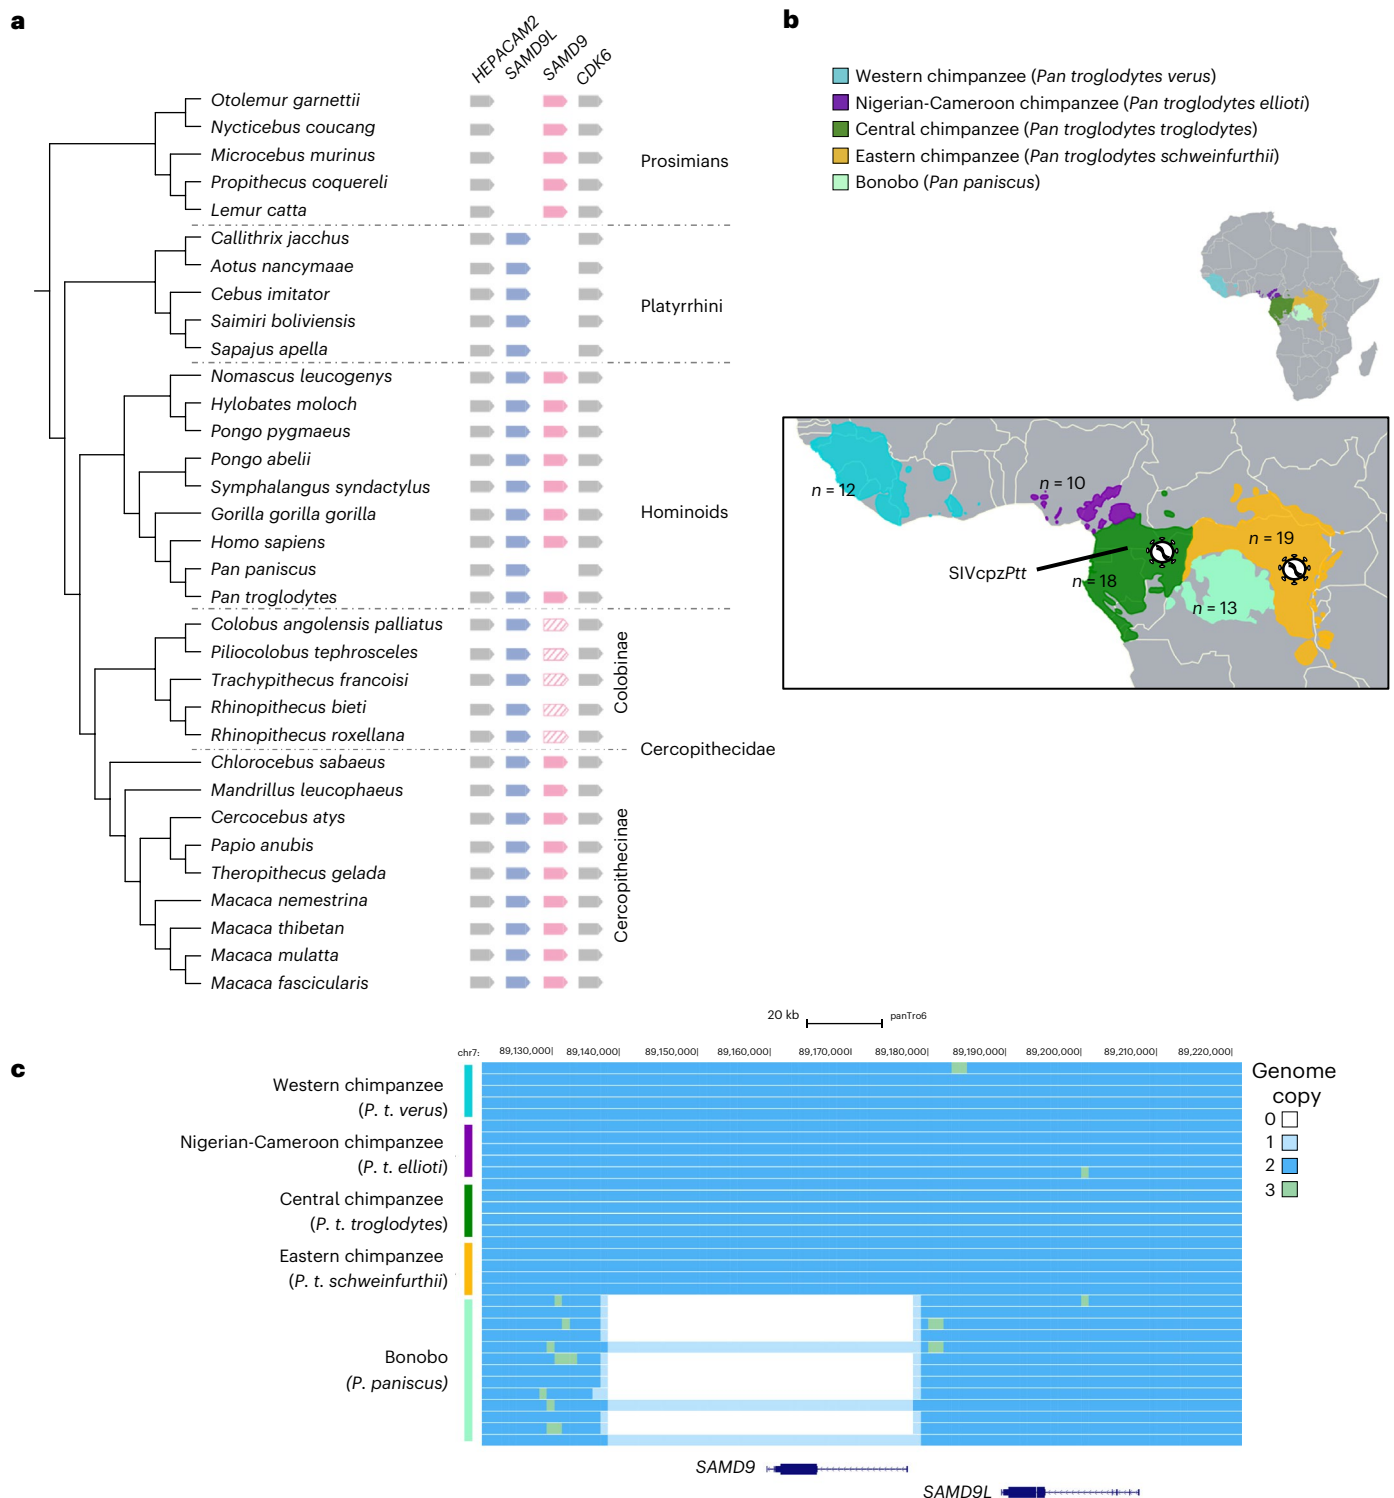 a
HEPACAM2
SAMD9L
SAMD9
CDK6
Otolemur garnettii
Nycticebus coucang
Microcebus murinus
Propithecus coquereli
Lemur catta
Prosimians
Callithrix jacchus
Aotus nancymaae
Cebus imitator
Saimiri boliviensis
Sapajus apella
Platyrrhini
Nomascus leucogenys
Hylobates moloch
Pongo pygmaeus
Pongo abelii
Symphalangus syndactylus
Gorilla gorilla gorilla
Homo sapiens
Pan paniscus
Pan troglodytes
Hominoids
Colobus angolensis palliatus
Piliocolobus tephrosceles
Trachypithecus francoisi
Rhinopithecus bieti
Rhinopithecus roxellana
Colobinae
Cercopithecidae
Chlorocebus sabaeus
Mandrillus leucophaeus
Cercocebus atys
Papio anubis
Theropithecus gelada
Macaca nemestrina
Macaca thibetan
Macaca mulatta
Macaca fascicularis
Cercopithecinae
b
Western chimpanzee (Pan troglodytes verus)
Nigerian-Cameroon chimpanzee (Pan troglodytes ellioti)
Central chimpanzee (Pan troglodytes troglodytes)
Eastern chimpanzee (Pan troglodytes schweinfurthii)
Bonobo (Pan paniscus)
n = 12
n = 10
n = 19
SIVcpzPtt
n = 18
n = 13
20 kb
panTro6
c
chr7: 89,130,000| 89,140,000| 89,150,000| 89,160,000| 89,170,000| 89,180,000| 89,190,000| 89,200,000| 89,210,000| 89,220,000|
Western chimpanzee
(P. t. verus)
Nigerian-Cameroon chimpanzee
(P. t. ellioti)
Central chimpanzee
(P. t. troglodytes)
Eastern chimpanzee
(P. t. schweinfurthii)
Bonobo
(P. paniscus)
Genome
copy
0
1
2
3
SAMD9
SAMD9L